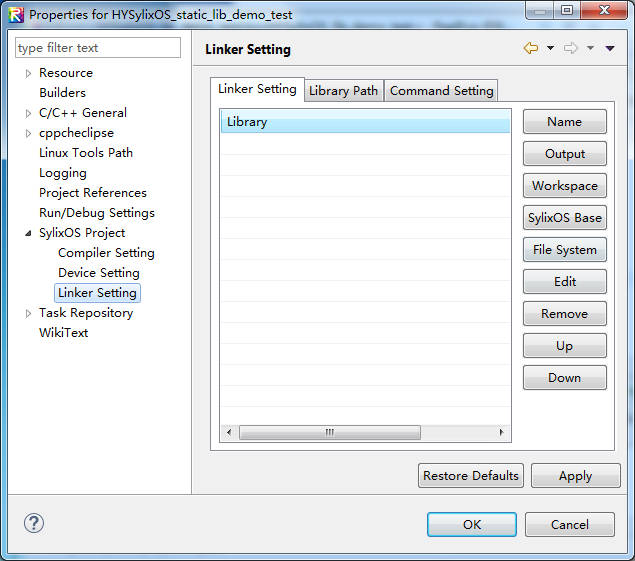 Properties for HYSylixOS_static_lib_demo_test
type filter text
Linker Setting
Resource
Builders
C/C++ General
cppcheclipse
Linux Tools Path
Logging
Project References
Run/Debug Settings
SylixOS Project
Compiler Setting
Device Setting
Linker Setting
Task Repository
WikiText
Linker Setting Library Path Command Setting
Library
Name
Output
Workspace
SylixOS Base
File System
Edit
Remove
Up
Down
Restore Defaults Apply
? OK Cancel